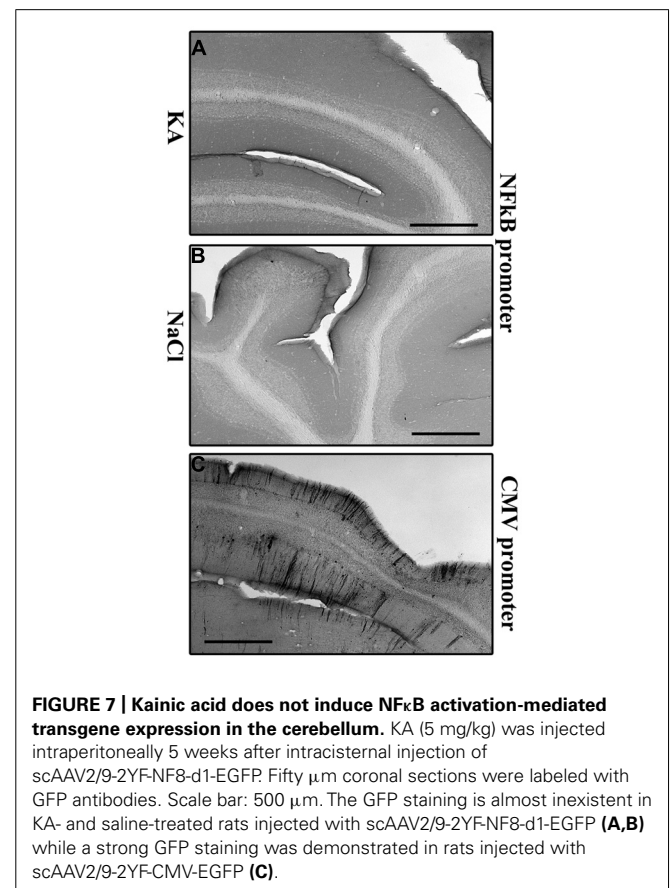 A
KA
NFkB promoter
B
NaCl
C
CMV promoter
FIGURE 7 | Kainic acid does not induce NFκB activation-mediated
transgene expression in the cerebellum. KA (5 mg/kg) was injected
intraperitoneally 5 weeks after intracisternal injection of
scAAV2/9-2YF-NF8-d1-EGFP. Fifty μm coronal sections were labeled with
GFP antibodies. Scale bar: 500 μm. The GFP staining is almost inexistent in
KA- and saline-treated rats injected with scAAV2/9-2YF-NF8-d1-EGFP (A,B)
while a strong GFP staining was demonstrated in rats injected with
scAAV2/9-2YF-CMV-EGFP (C).